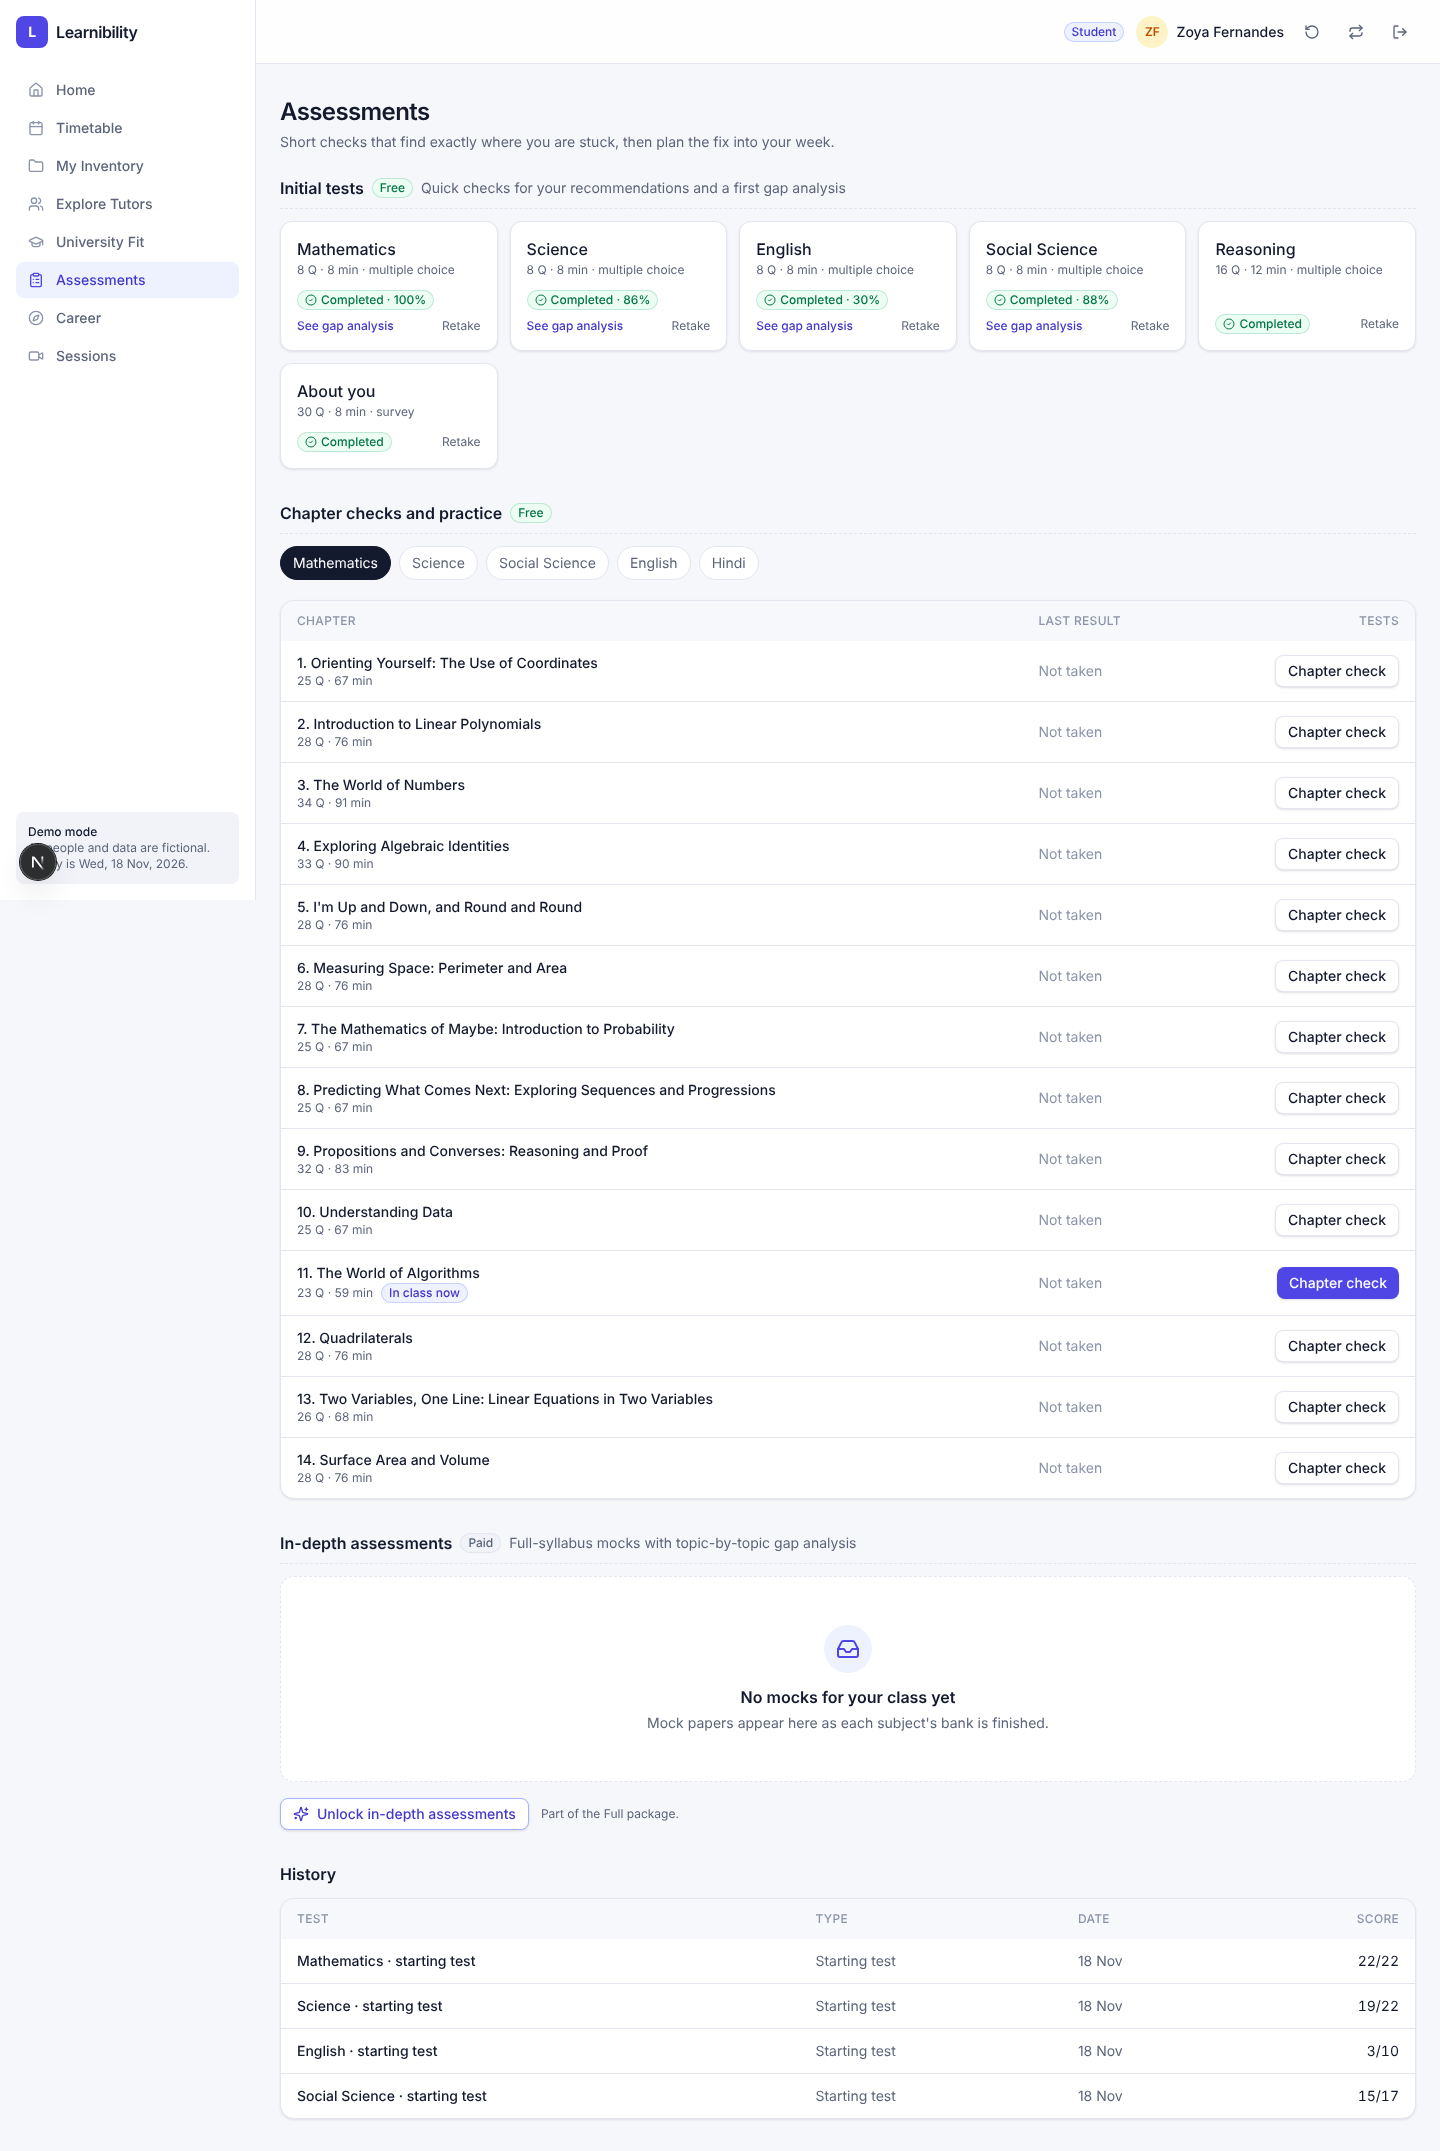 L Learnibility
Student ZF Zoya Fernandes
Home
Timetable
My Inventory
Explore Tutors
University Fit
Assessments
Career
Sessions
Demo mode
people and data are fictional.
is Wed, 18 Nov, 2026.
N
Assessments
Short checks that find exactly where you are stuck, then plan the fix into your week.
Initial tests Free Quick checks for your recommendations and a first gap analysis
Mathematics
8 Q · 8 min · multiple choice
Completed · 100%
See gap analysis Retake
Science
8 Q · 8 min · multiple choice
Completed · 86%
See gap analysis Retake
English
8 Q · 8 min · multiple choice
Completed · 30%
See gap analysis Retake
Social Science
8 Q · 8 min · multiple choice
Completed · 88%
See gap analysis Retake
Reasoning
16 Q · 12 min · multiple choice
Completed Retake
About you
30 Q · 8 min · survey
Completed Retake
Chapter checks and practice Free
Mathematics Science Social Science English Hindi
CHAPTER LAST RESULT TESTS
1. Orienting Yourself: The Use of Coordinates
25 Q · 67 min
Not taken Chapter check
2. Introduction to Linear Polynomials
28 Q · 76 min
Not taken Chapter check
3. The World of Numbers
34 Q · 91 min
Not taken Chapter check
4. Exploring Algebraic Identities
33 Q · 90 min
Not taken Chapter check
5. I'm Up and Down, and Round and Round
28 Q · 76 min
Not taken Chapter check
6. Measuring Space: Perimeter and Area
28 Q · 76 min
Not taken Chapter check
7. The Mathematics of Maybe: Introduction to Probability
25 Q · 67 min
Not taken Chapter check
8. Predicting What Comes Next: Exploring Sequences and Progressions
25 Q · 67 min
Not taken Chapter check
9. Propositions and Converses: Reasoning and Proof
32 Q · 83 min
Not taken Chapter check
10. Understanding Data
25 Q · 67 min
Not taken Chapter check
11. The World of Algorithms
23 Q · 59 min In class now
Not taken Chapter check
12. Quadrilaterals
28 Q · 76 min
Not taken Chapter check
13. Two Variables, One Line: Linear Equations in Two Variables
26 Q · 68 min
Not taken Chapter check
14. Surface Area and Volume
28 Q · 76 min
Not taken Chapter check
In-depth assessments Paid Full-syllabus mocks with topic-by-topic gap analysis
No mocks for your class yet
Mock papers appear here as each subject's bank is finished.
Unlock in-depth assessments Part of the Full package.
History
TEST TYPE DATE SCORE
Mathematics · starting test Starting test 18 Nov 22/22
Science · starting test Starting test 18 Nov 19/22
English · starting test Starting test 18 Nov 3/10
Social Science · starting test Starting test 18 Nov 15/17